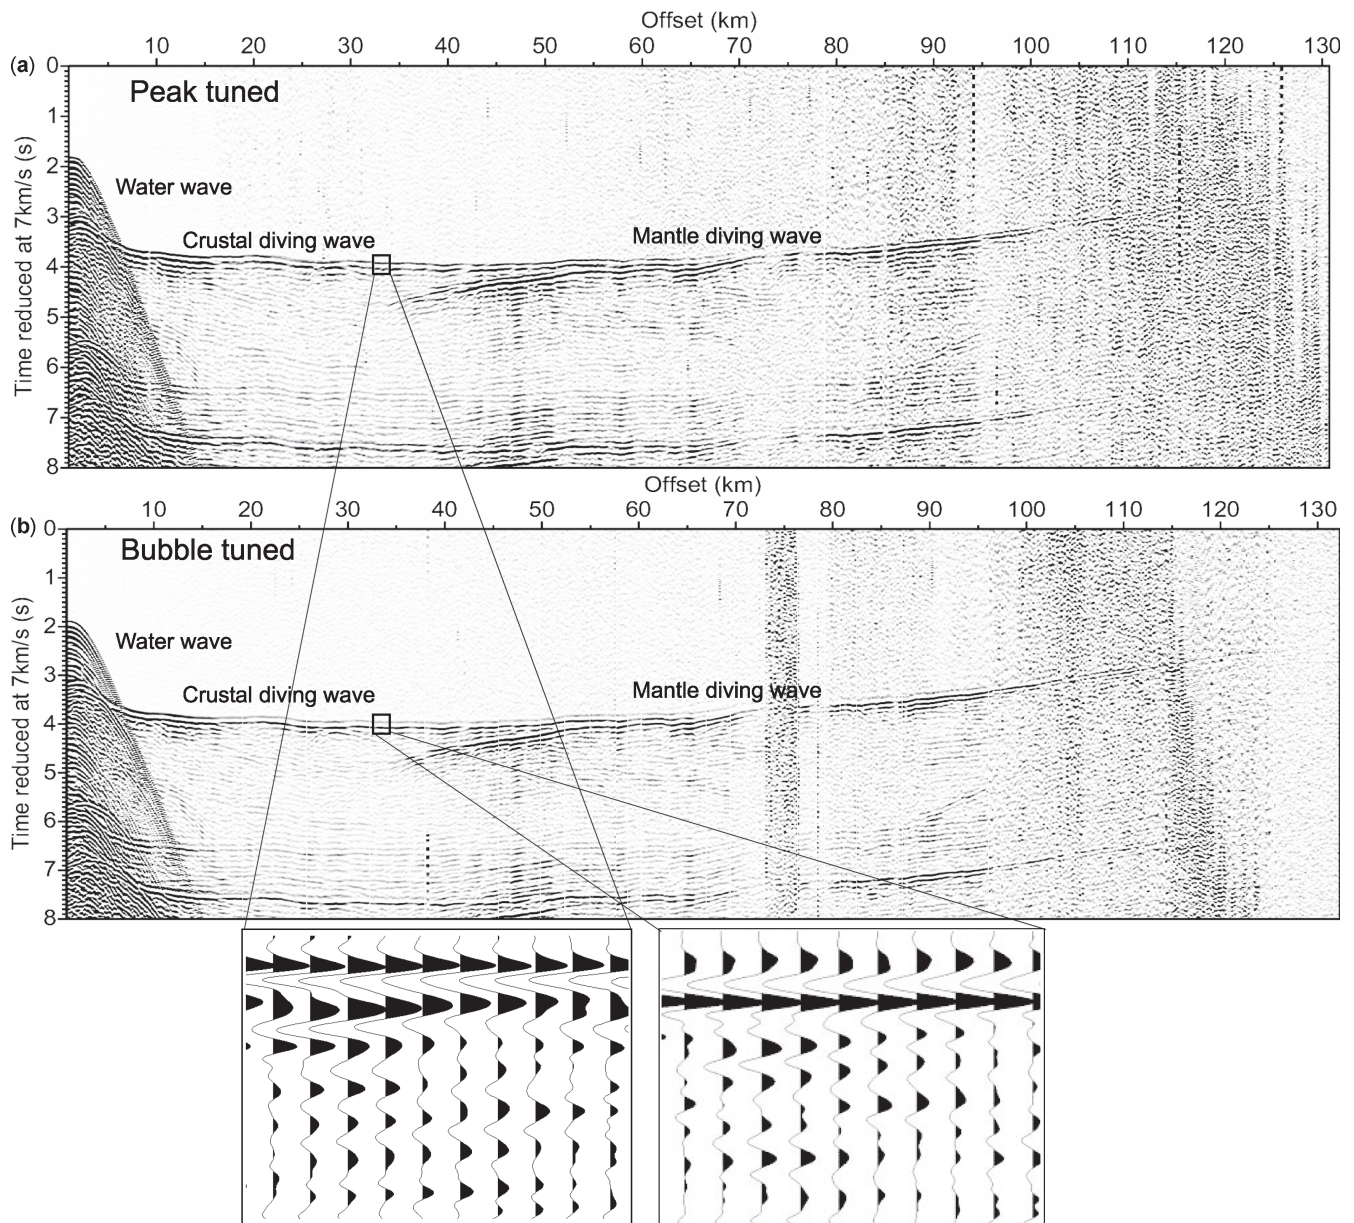 Offset (km)
10 20 30 40 50 60 70 80 90 100 110 120 130
(a)
Peak tuned
Water wave
Crustal diving wave
Mantle diving wave
Time reduced at 7km/s (s)
0
1
2
3
4
5
6
7
8
Offset (km)
10 20 30 40 50 60 70 80 90 100 110 120 130
(b)
Bubble tuned
Water wave
Crustal diving wave
Mantle diving wave
Time reduced at 7km/s (s)
0
1
2
3
4
5
6
7
8